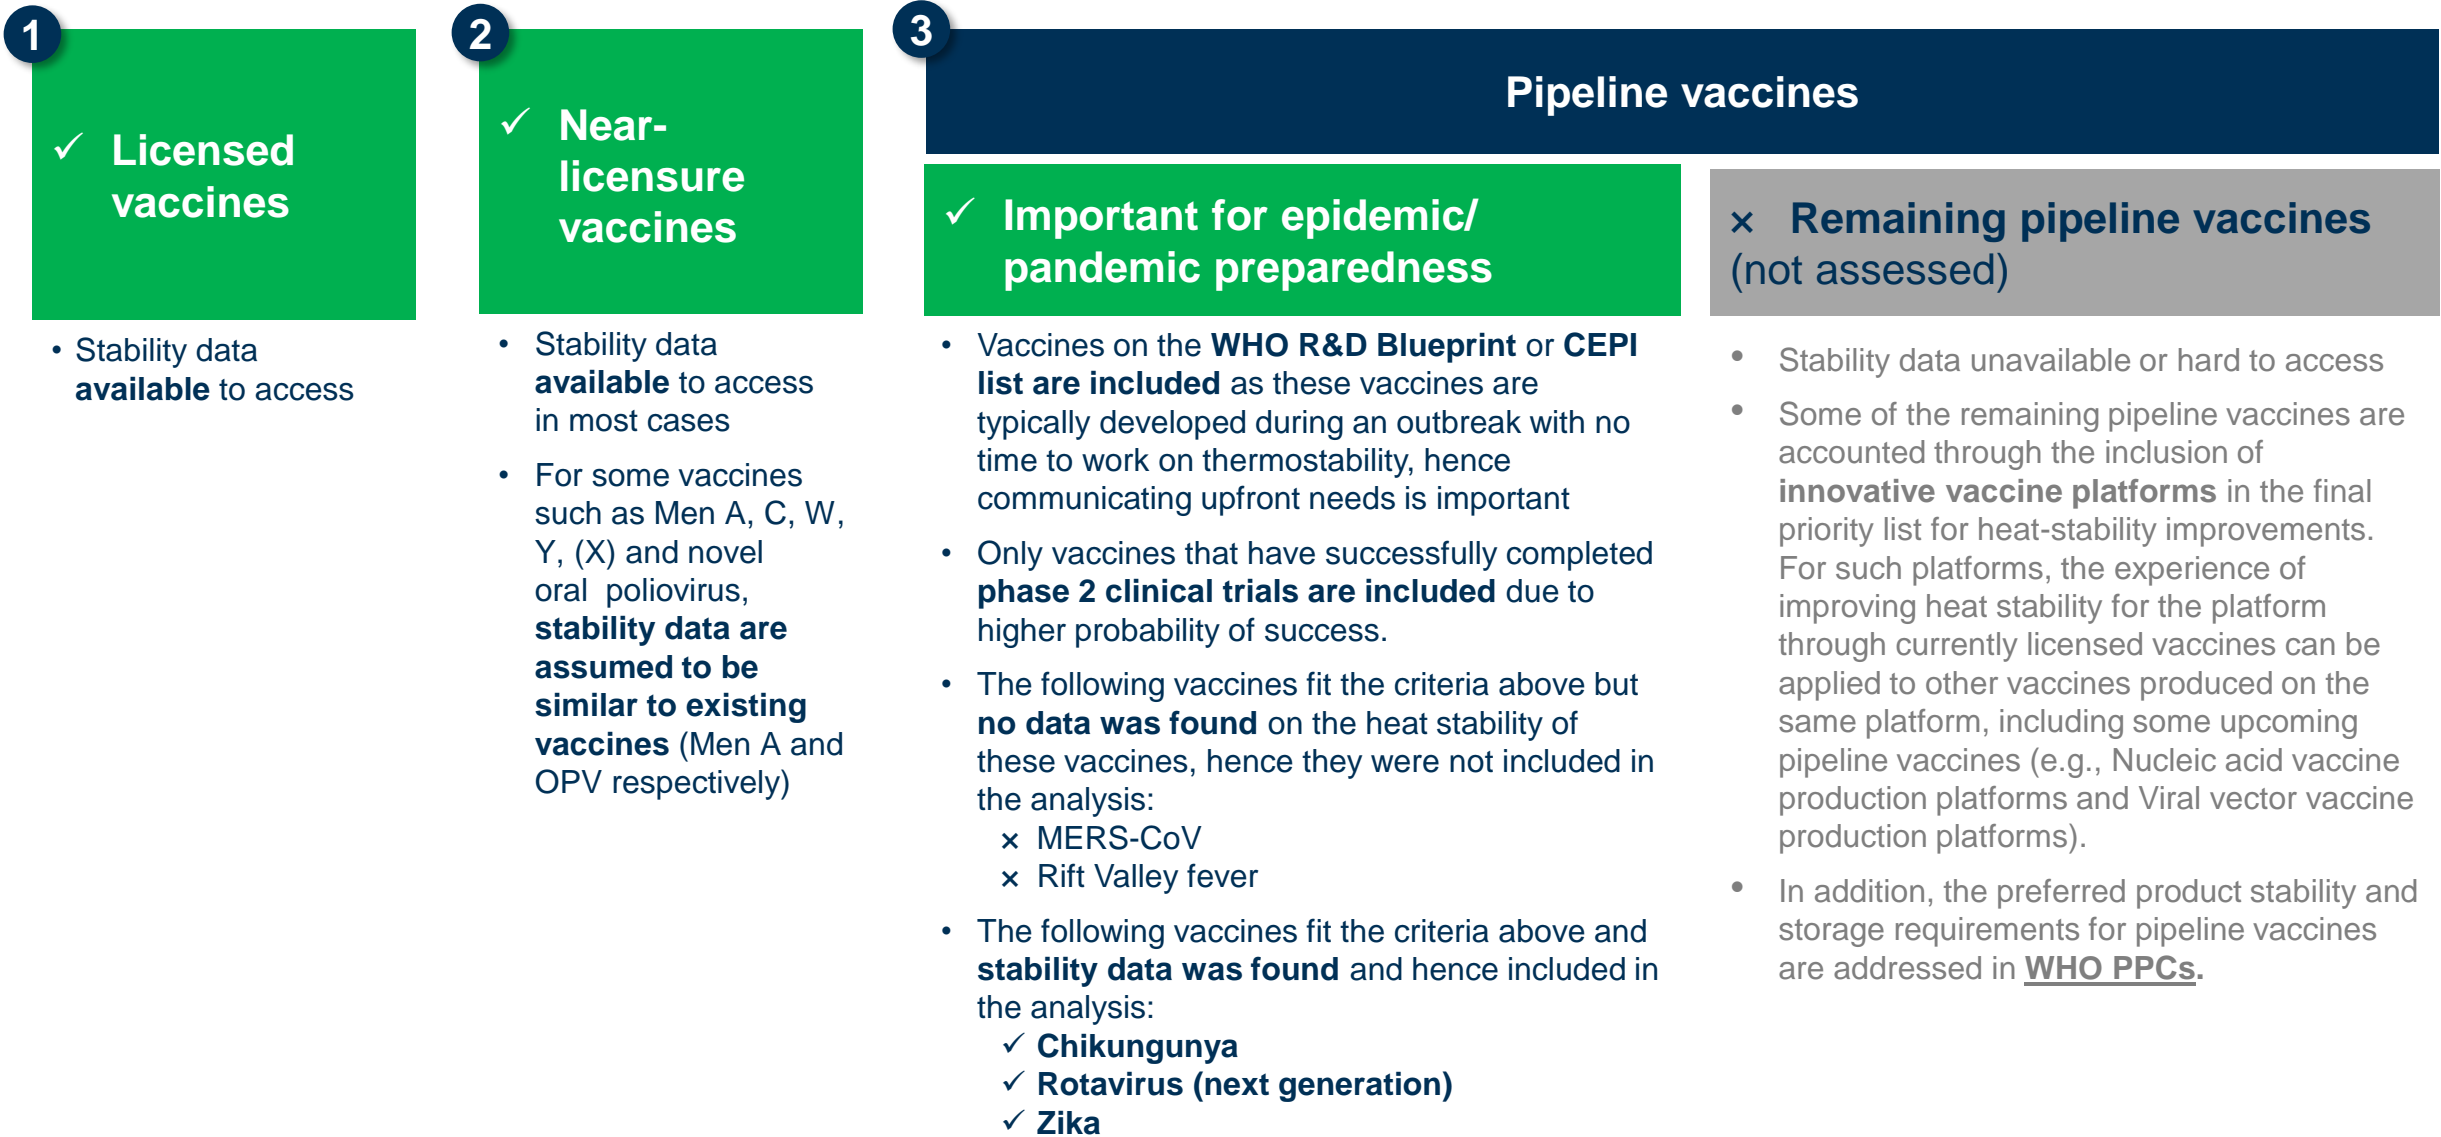 1
✓ Licensed
vaccines
• Stability data
available to access
2
✓ Near-
licensure
vaccines
• Stability data
available to access
in most cases
• For some vaccines
such as Men A, C, W,
Y, (X) and novel
oral poliovirus,
stability data are
assumed to be
similar to existing
vaccines (Men A and
OPV respectively)
3
Pipeline vaccines
✓ Important for epidemic/
pandemic preparedness
• Vaccines on the WHO R&D Blueprint or CEPI
list are included as these vaccines are
typically developed during an outbreak with no
time to work on thermostability, hence
communicating upfront needs is important
• Only vaccines that have successfully completed
phase 2 clinical trials are included due to
higher probability of success.
• The following vaccines fit the criteria above but
no data was found on the heat stability of
these vaccines, hence they were not included in
the analysis:
× MERS-CoV
× Rift Valley fever
• The following vaccines fit the criteria above and
stability data was found and hence included in
the analysis:
✓ Chikungunya
✓ Rotavirus (next generation)
✓ Zika
× Remaining pipeline vaccines
(not assessed)
• Stability data unavailable or hard to access
• Some of the remaining pipeline vaccines are
accounted through the inclusion of
innovative vaccine platforms in the final
priority list for heat-stability improvements.
For such platforms, the experience of
improving heat stability for the platform
through currently licensed vaccines can be
applied to other vaccines produced on the
same platform, including some upcoming
pipeline vaccines (e.g., Nucleic acid vaccine
production platforms and Viral vector vaccine
production platforms).
• In addition, the preferred product stability and
storage requirements for pipeline vaccines
are addressed in WHO PPCs.